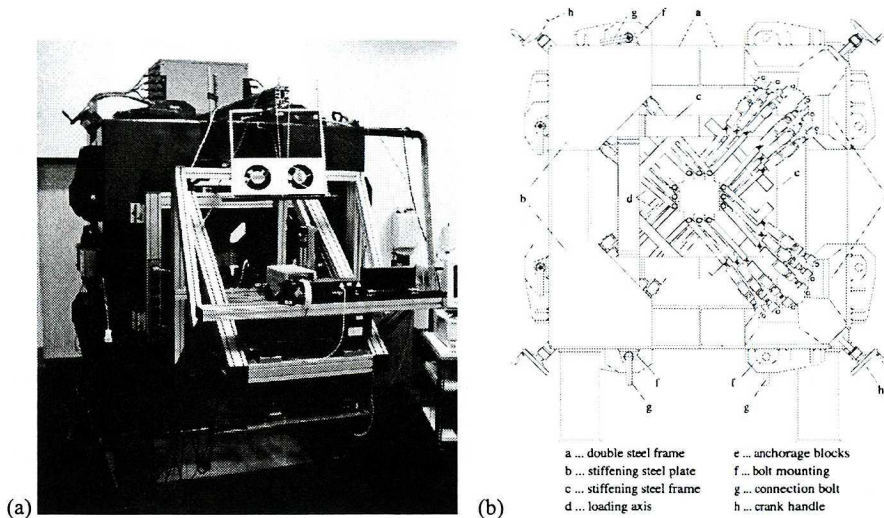 h g f a
c
b d c
f f
g g h
a ... double steel frame
b ... stiffening steel plate
c ... stiffening steel frame
d ... loading axis
e ... anchorage blocks
f ... bolt mounting
g ... connection bolt
h ... crank handle
(a) (b)